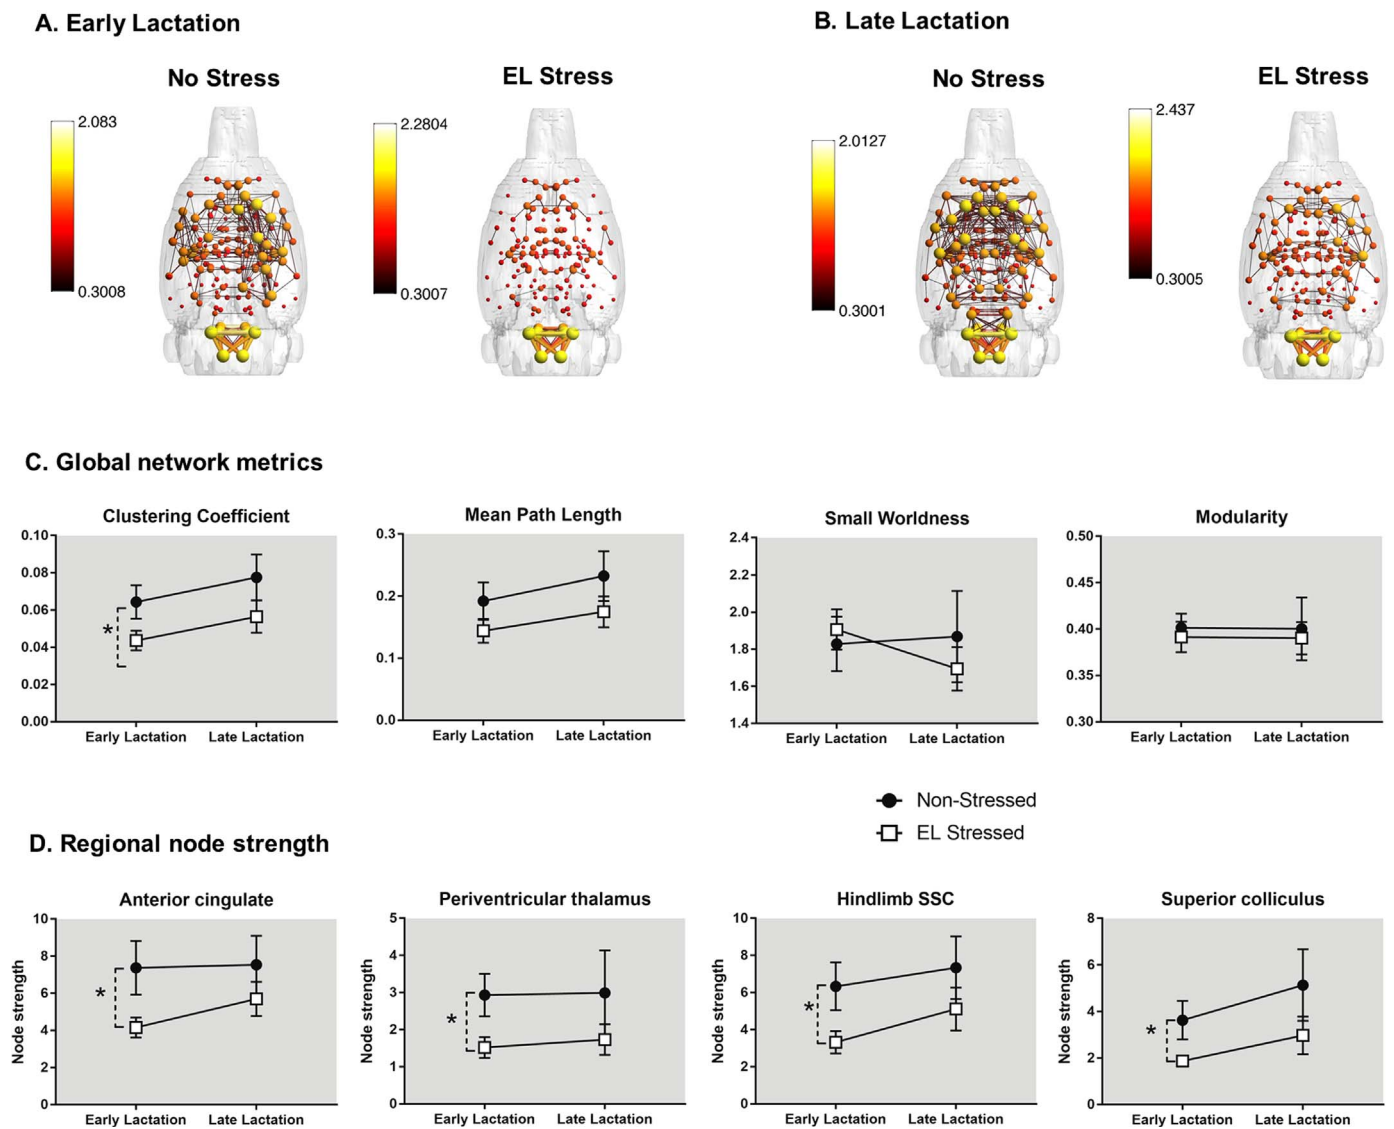 A. Early Lactation
B. Late Lactation
No Stress
EL Stress
No Stress
EL Stress
2.083
0.3008
2.2804
0.3007
2.0127
0.3001
2.437
0.3005
C. Global network metrics
Clustering Coefficient
0.10
0.08
0.06
0.04
0.02
0.00
*
Early Lactation Late Lactation
Mean Path Length
0.3
0.2
0.1
0.0
Early Lactation Late Lactation
Small Worldness
2.4
2.2
2.0
1.8
1.6
1.4
Early Lactation Late Lactation
Modularity
0.50
0.45
0.40
0.35
0.30
Early Lactation Late Lactation
Non-Stressed
EL Stressed
D. Regional node strength
Anterior cingulate
Node strength
10
8
6
4
2
0
*
Early Lactation Late Lactation
Periventricular thalamus
Node strength
5
4
3
2
1
0
*
Early Lactation Late Lactation
Hindlimb SSC
Node strength
10
8
6
4
2
0
*
Early Lactation Late Lactation
Superior colliculus
Node strength
8
6
4
2
0
*
Early Lactation Late Lactation